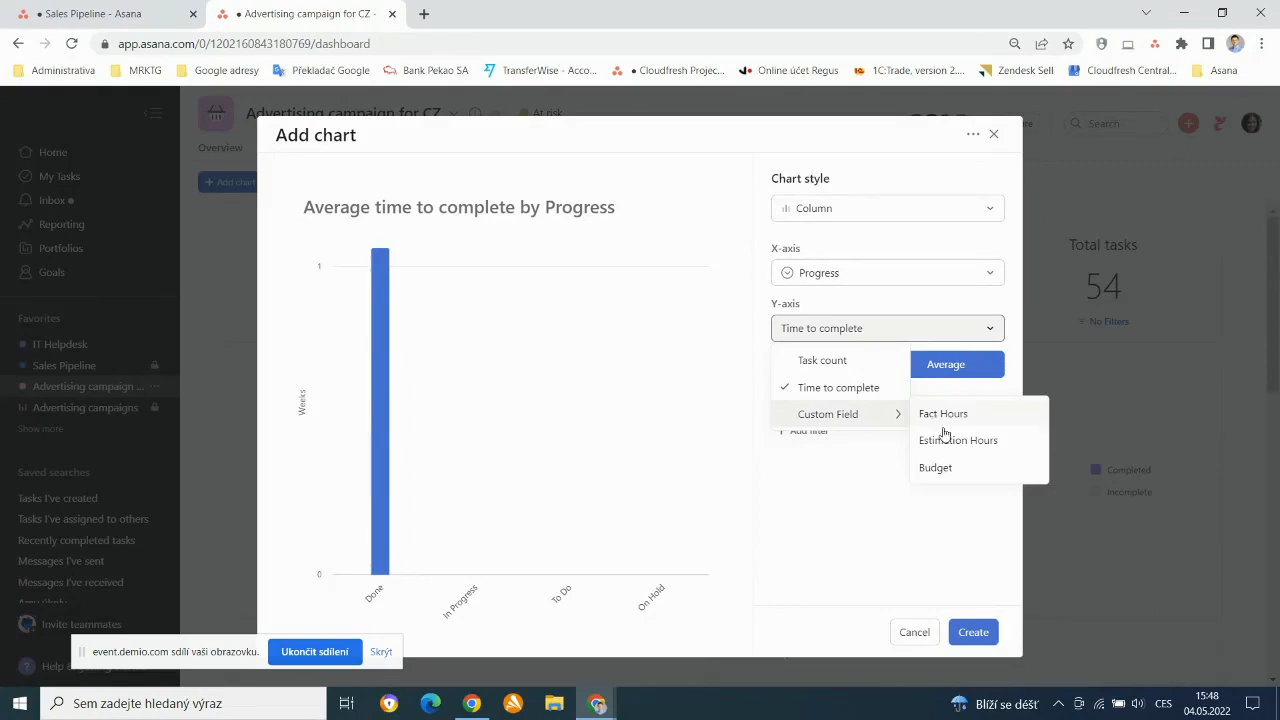 • Sales Pipeline - Asana
• Advertising campaign for CZ -
app.asana.com/0/1202160843180769/dashboard
Administrativa
MRKTG
Google adresy
Překladač Google
Bank Pekao SA
TransferWise - Acco...
• Cloudfresh Projec...
Online účet Regus
1C:Trade, version 2....
Zendesk Sell
Cloudfresh Central...
Asana
Advertising campaign for CZ
At risk
Search
Overview
+ Add chart
Home
My Tasks
Inbox
Reporting
Portfolios
Goals
Favorites
IT Helpdesk
Sales Pipeline
Advertising campaign ...
Advertising campaigns
Show more
Saved searches
Tasks I've created
Tasks I've assigned to others
Recently completed tasks
Messages I've sent
Messages I've received
Invite teammates
Add chart
Average time to complete by Progress
1
Weeks
0
Done
In Progress
To Do
On Hold
Chart style
Column
X-axis
Progress
Y-axis
Time to complete
Task count
Average
Time to complete
Custom Field
Fact Hours
+ Add filter
Estimation Hours
Budget
Cancel
Create
Total tasks
54
No Filters
Completed
Incomplete
event.demio.com sdílí vaši obrazovku.
Ukončit sdílení
Skrýt
Sem zadejte hledaný výraz
Blíží se déšť
CES
15:48
04.05.2022